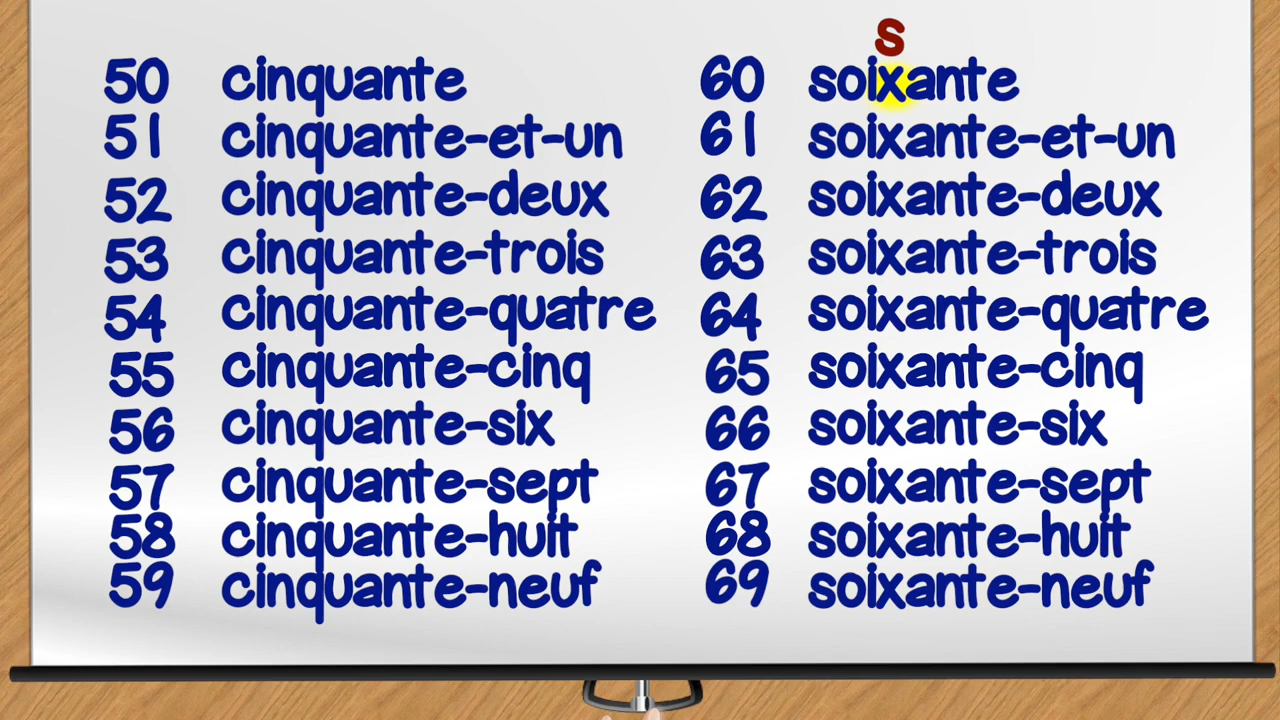 s
50 cinquante
51 cinquante-et-un
52 cinquante-deux
53 cinquante-trois
54 cinquante-quatre
55 cinquante-cinq
56 cinquante-six
57 cinquante-sept
58 cinquante-huit
59 cinquante-neuf
60 soixante
61 soixante-et-un
62 soixante-deux
63 soixante-trois
64 soixante-quatre
65 soixante-cinq
66 soixante-six
67 soixante-sept
68 soixante-huit
69 soixante-neuf